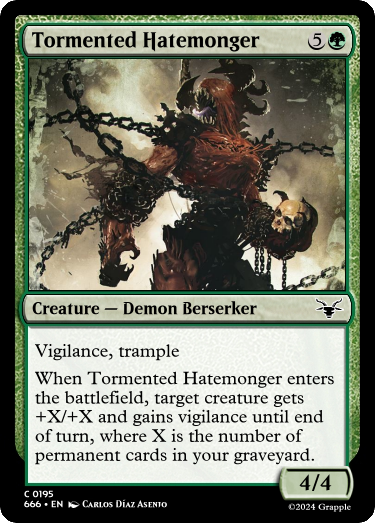 Tormented Hatemonger 5
Creature — Demon Berserker
Vigilance, trample
When Tormented Hatemonger enters
the battlefield, target creature gets
+X/+X and gains vigilance until end
of turn, where X is the number of
permanent cards in your graveyard.
4/4
C 0195
666 • EN Carlos Díaz Asenjo
©2024 Grapple